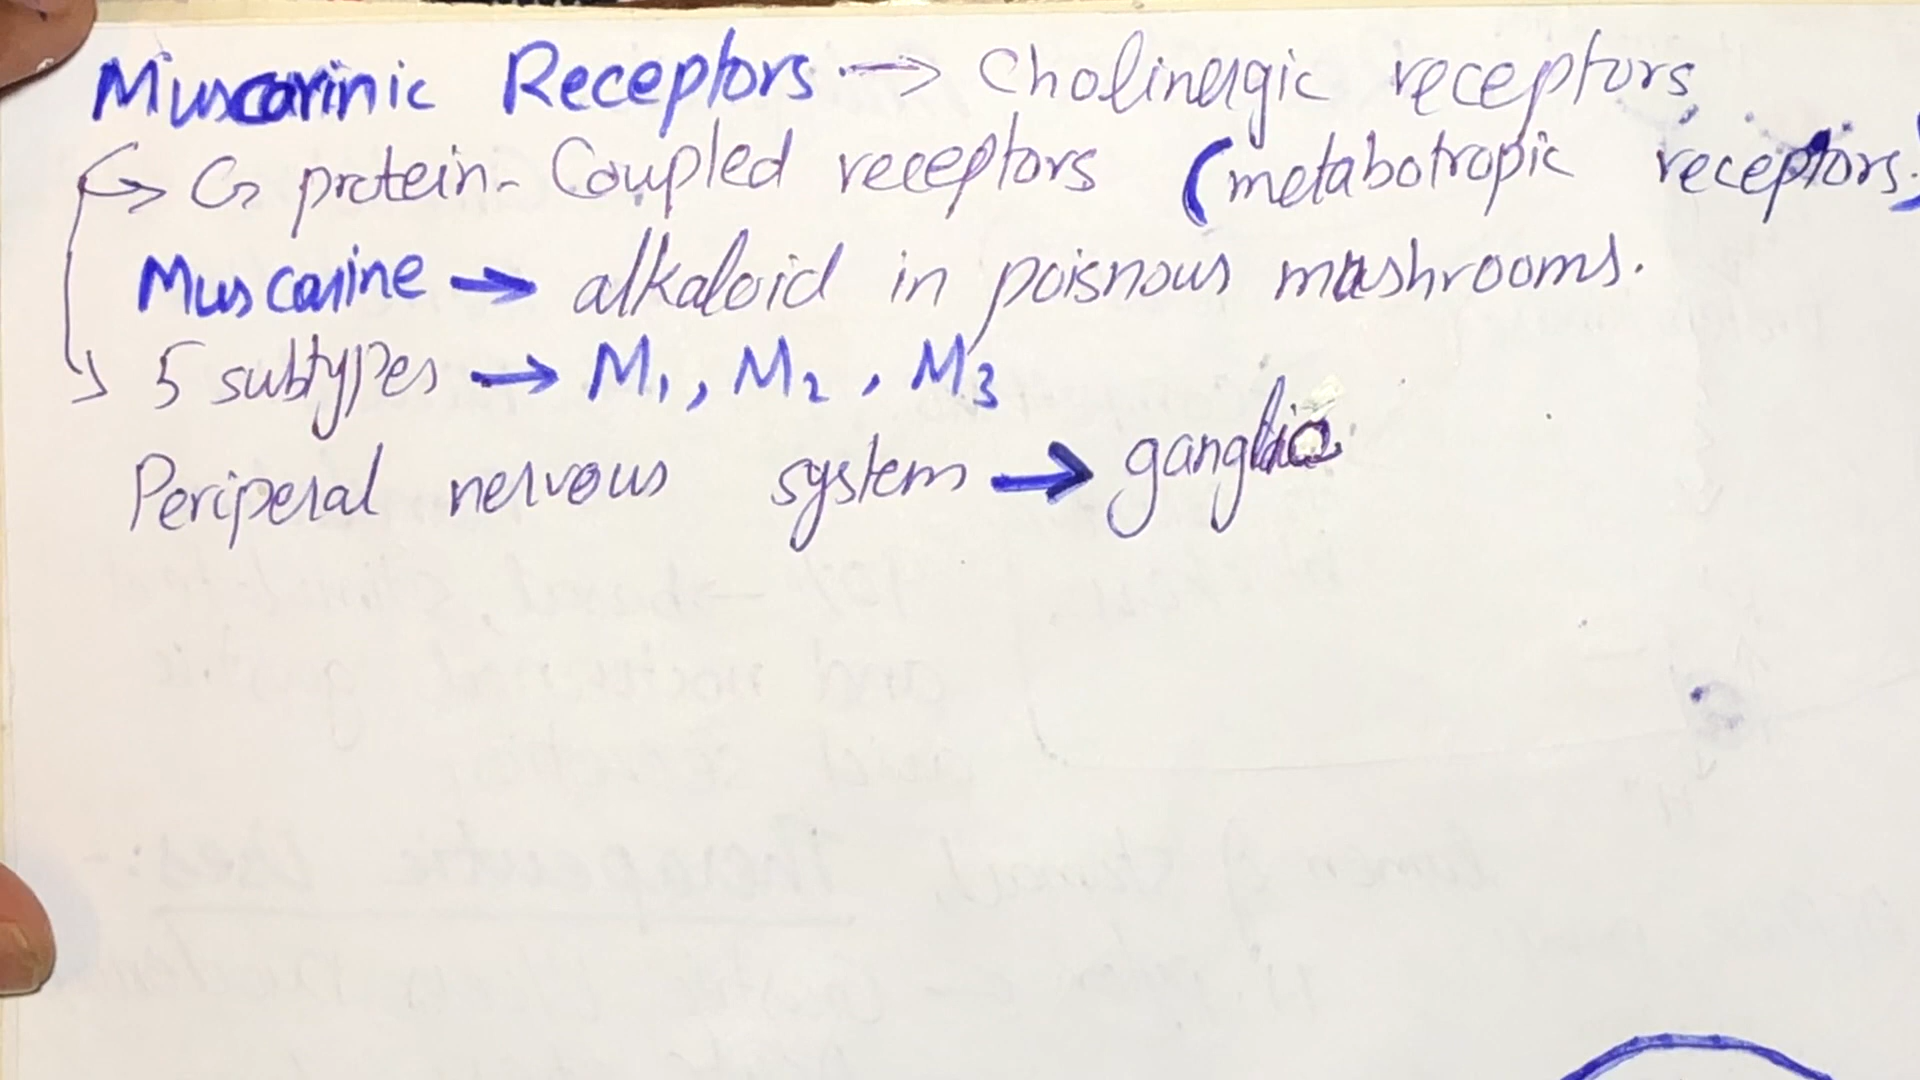 Muscarinic Receptors → Cholinergic receptors
↳ G protein-Coupled receptors (metabotropic receptors.)
Muscarine → alkaloid in poisnous mushrooms.
↳ 5 subtypes → M₁, M₂, M₃
Periperal nervous system → ganglia